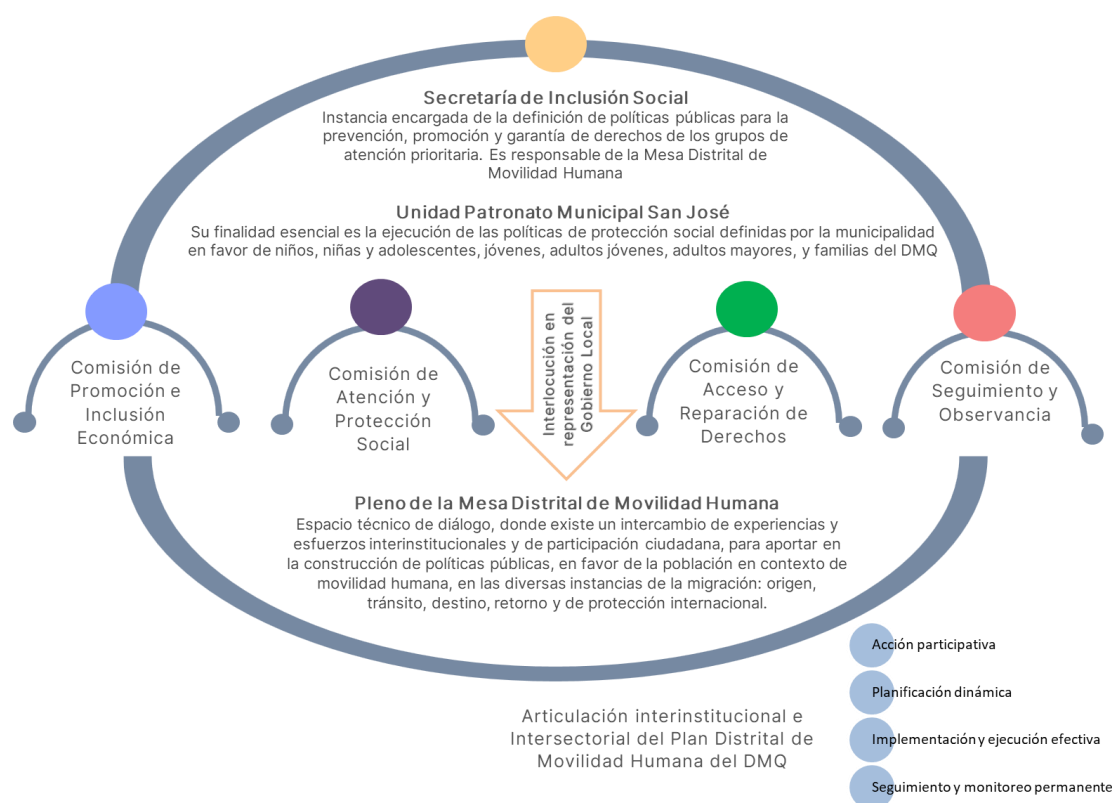 Secretaría de Inclusión Social
Instancia encargada de la definición de políticas públicas para la
prevención, promoción y garantía de derechos de los grupos de
atención prioritaria. Es responsable de la Mesa Distrital de
Movilidad Humana
Unidad Patronato Municipal San José
Su finalidad esencial es la ejecución de las políticas de protección social definidas por la municipalidad
en favor de niños, niñas y adolescentes, jóvenes, adultos jóvenes, adultos mayores, y familias del DMQ
Comisión de
Promoción e
Inclusión
Económica
Comisión de
Atención y
Protección
Social
Interlocución en
representación del
Gobierno Local
Comisión de
Acceso y
Reparación de
Derechos
Comisión de
Seguimiento y
Observancia
Pleno de la Mesa Distrital de Movilidad Humana
Espacio técnico de diálogo, donde existe un intercambio de experiencias y
esfuerzos interinstitucionales y de participación ciudadana, para aportar en
la construcción de políticas públicas, en favor de la población en contexto de
movilidad humana, en las diversas instancias de la migración: origen,
tránsito, destino, retorno y de protección internacional.
Articulación interinstitucional e
Intersectorial del Plan Distrital de
Movilidad Humana del DMQ
Acción participativa
Planificación dinámica
Implementación y ejecución efectiva
Seguimiento y monitoreo permanente